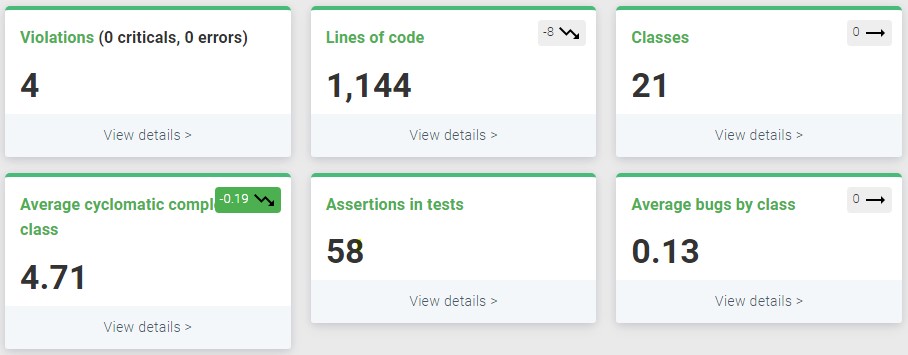 Violations (0 criticals, 0 errors)
4
View details >
Lines of code
-8
1,144
View details >
Classes
0
21
View details >
Average cyclomatic compl
-0.19
class
4.71
View details >
Assertions in tests
58
View details >
Average bugs by class
0
0.13
View details >